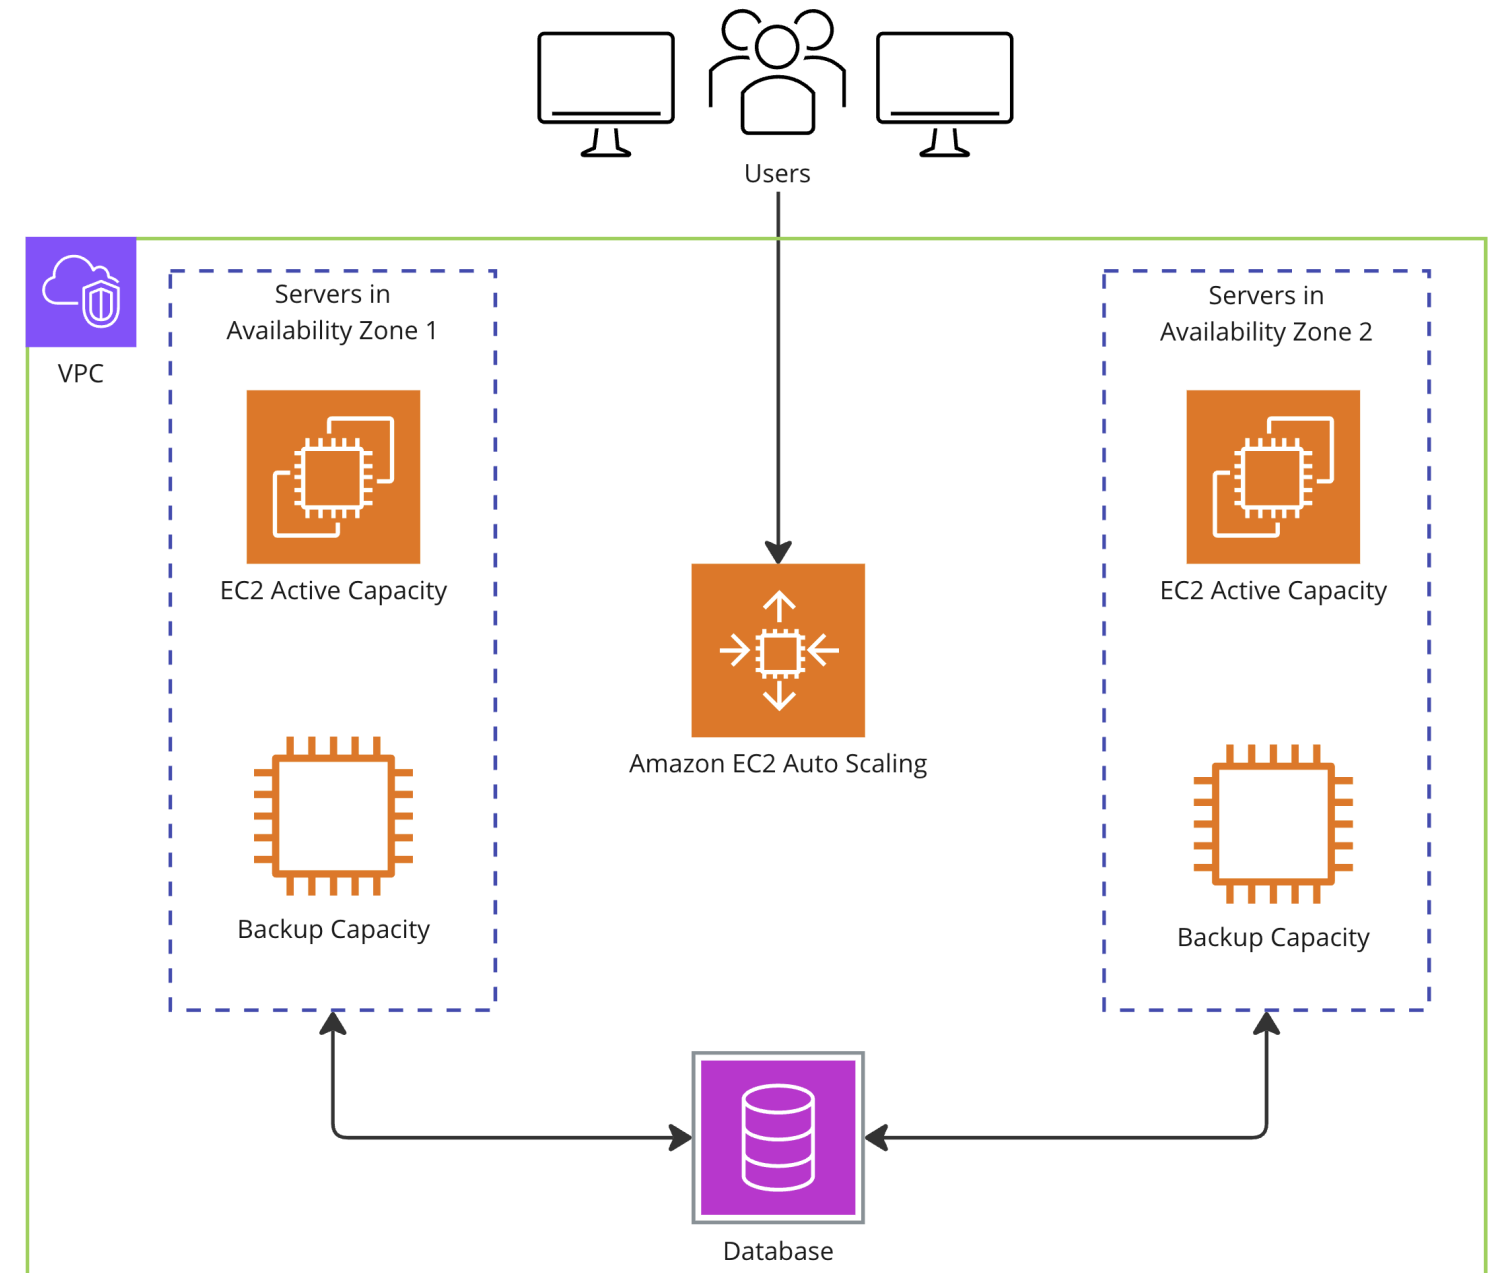 Users
VPC
Servers in
Availability Zone 1
EC2 Active Capacity
Backup Capacity
Amazon EC2 Auto Scaling
Servers in
Availability Zone 2
EC2 Active Capacity
Backup Capacity
Database